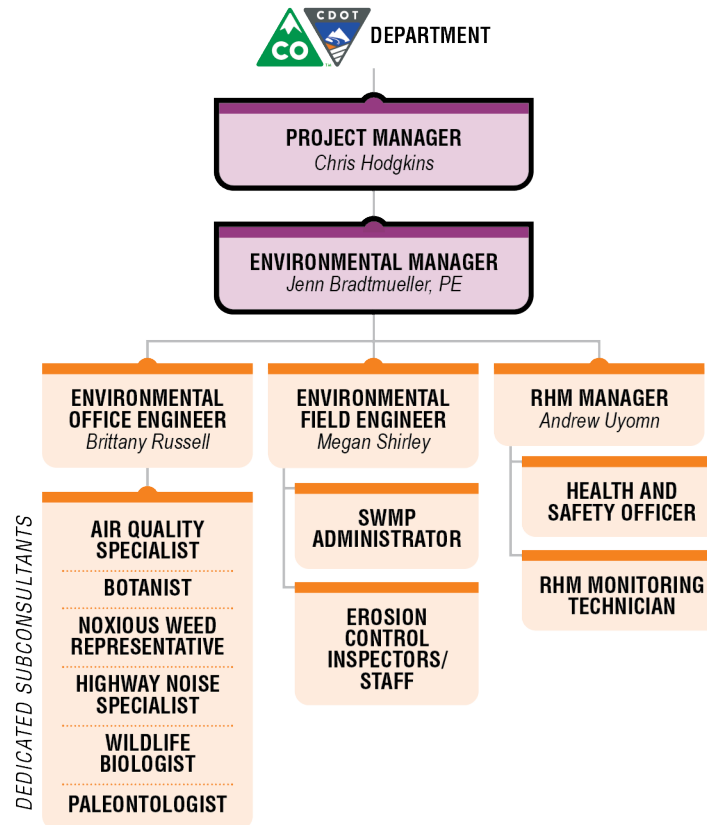 CO
CDOT
DEPARTMENT
PROJECT MANAGER
Chris Hodgkins
ENVIRONMENTAL MANAGER
Jenn Bradtmueller, PE
ENVIRONMENTAL
OFFICE ENGINEER
Brittany Russell
ENVIRONMENTAL
FIELD ENGINEER
Megan Shirley
RHM MANAGER
Andrew Uyomn
DEDICATED SUBCONSULTANTS
AIR QUALITY
SPECIALIST
BOTANIST
NOXIOUS WEED
REPRESENTATIVE
HIGHWAY NOISE
SPECIALIST
WILDLIFE
BIOLOGIST
PALEONTOLOGIST
SWMP
ADMINISTRATOR
EROSION
CONTROL
INSPECTORS/
STAFF
HEALTH AND
SAFETY OFFICER
RHM MONITORING
TECHNICIAN